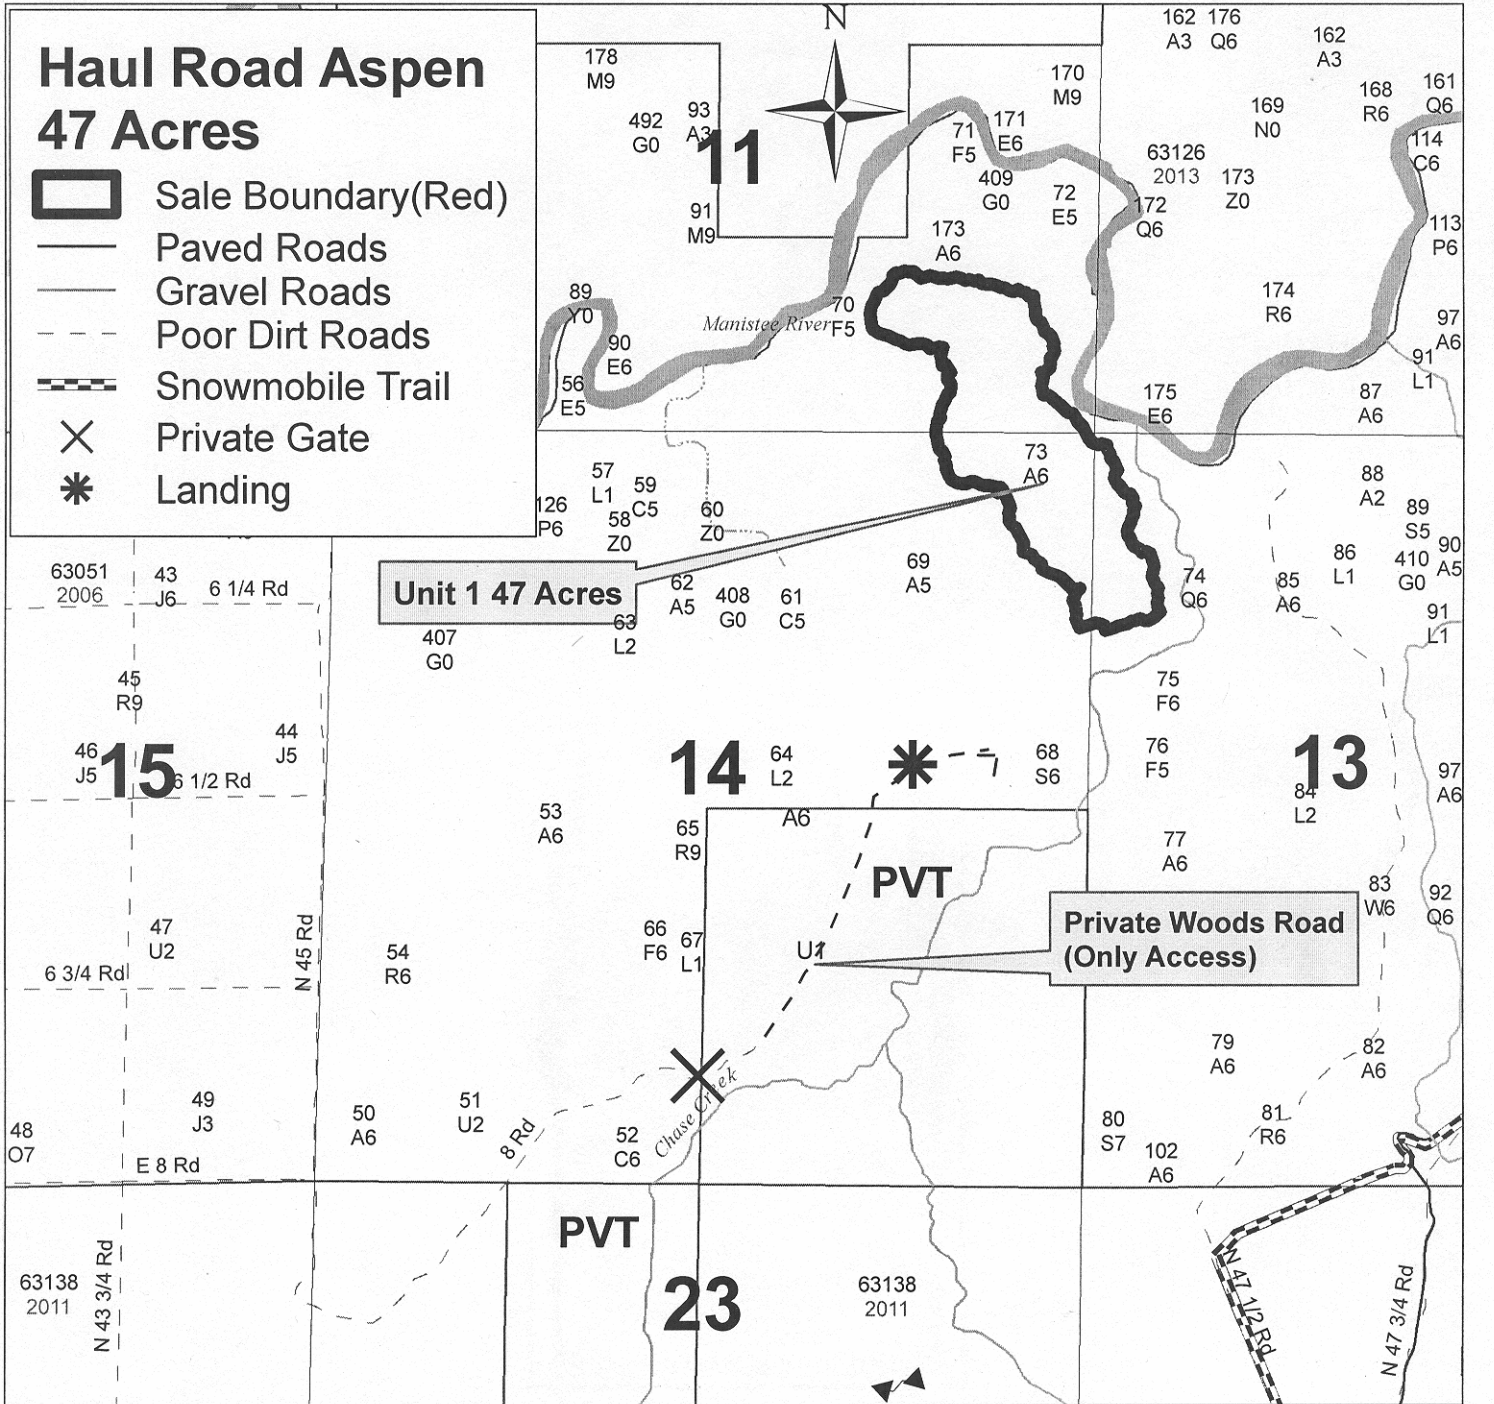 Haul Road Aspen
47 Acres
Sale Boundary(Red)
Paved Roads
Gravel Roads
Poor Dirt Roads
Snowmobile Trail
Private Gate
Landing
N
178
M9
492
G0
93
A3
11
91
M9
170
M9
171
E6
71
F5
409
G0
72
E5
173
A6
162
A3
176
Q6
162
A3
168
R6
161
Q6
169
N0
114
C6
63126
2013
173
Z0
172
Q6
113
P6
174
R6
97
A6
91
L1
87
A6
175
E6
89
Y0
90
E6
56
E5
Manistee River
70
F5
73
A6
57
L1
59
C5
58
Z0
60
Z0
126
P6
88
A2
89
S5
90
A5
410
G0
86
L1
85
A6
91
L1
63051
2006
43
J6
6 1/4 Rd
Unit 1 47 Acres
62
A5
408
G0
61
C5
69
A5
74
Q6
63
L2
407
G0
45
R9
46
J5
15
44
J5
6 1/2 Rd
14
64
L2
A6
68
S6
75
F6
76
F5
13
84
L2
97
A6
53
A6
65
R9
PVT
77
A6
83
W6
92
Q6
Private Woods Road
(Only Access)
47
U2
N 45 Rd
54
R6
66
F6
67
L1
U1
6 3/4 Rd
79
A6
82
A6
49
J3
50
A6
51
U2
8 Rd
52
C6
Chase Creek
80
S7
102
A6
81
R6
48
O7
E 8 Rd
PVT
23
63138
2011
N 43 3/4 Rd
63138
2011
N 47 1/2 Rd
N 47 3/4 Rd